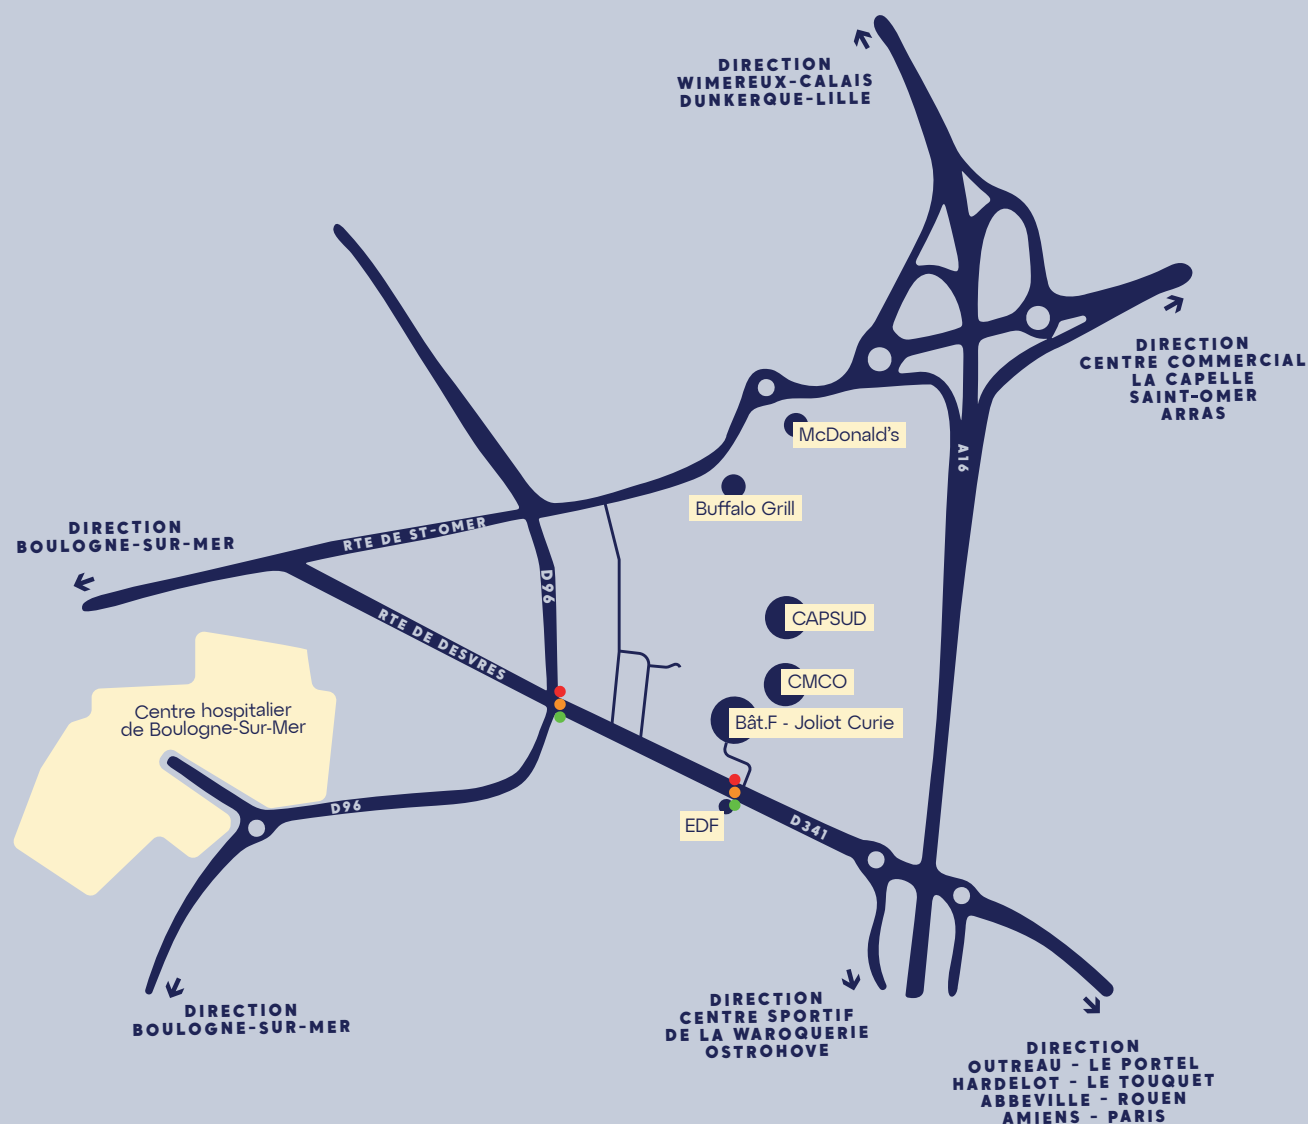 DIRECTION
WIMEREUX-CALAIS
DUNKERQUE-LILLE
DIRECTION
CENTRE COMMERCIAL
LA CAPELLE
SAINT-OMER
ARRAS
McDonald's
A16
Buffalo Grill
DIRECTION
BOULOGNE-SUR-MER
RTE DE ST-OMER
D96
RTE DE DESVRES
CAPSUD
CMCO
Centre hospitalier
de Boulogne-Sur-Mer
Bât.F - Joliot Curie
D96
EDF
D341
DIRECTION
BOULOGNE-SUR-MER
DIRECTION
CENTRE SPORTIF
DE LA WAROQUERIE
OSTROHOVE
DIRECTION
OUTREAU - LE PORTEL
HARDELOT - LE TOUQUET
ABBEVILLE - ROUEN
AMIENS - PARIS